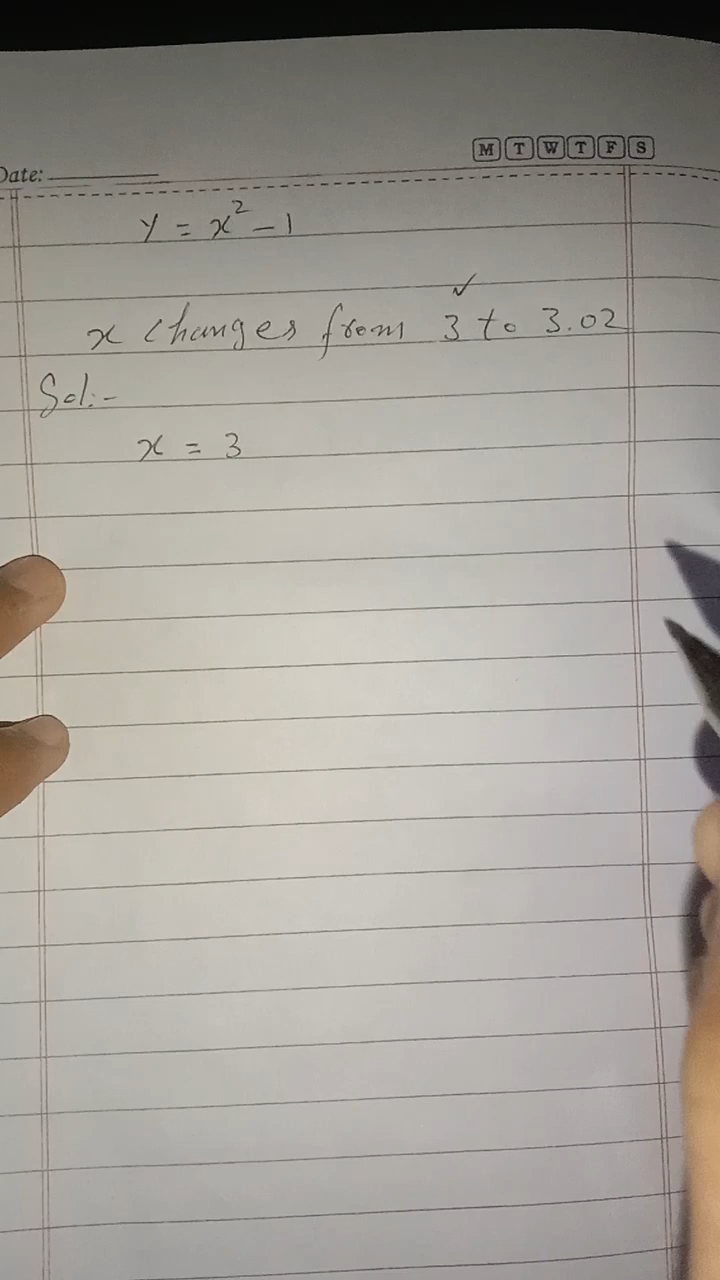 M T W T F S
Date:
y = x² – 1
x changes from 3 to 3.02
Sol:-
x = 3